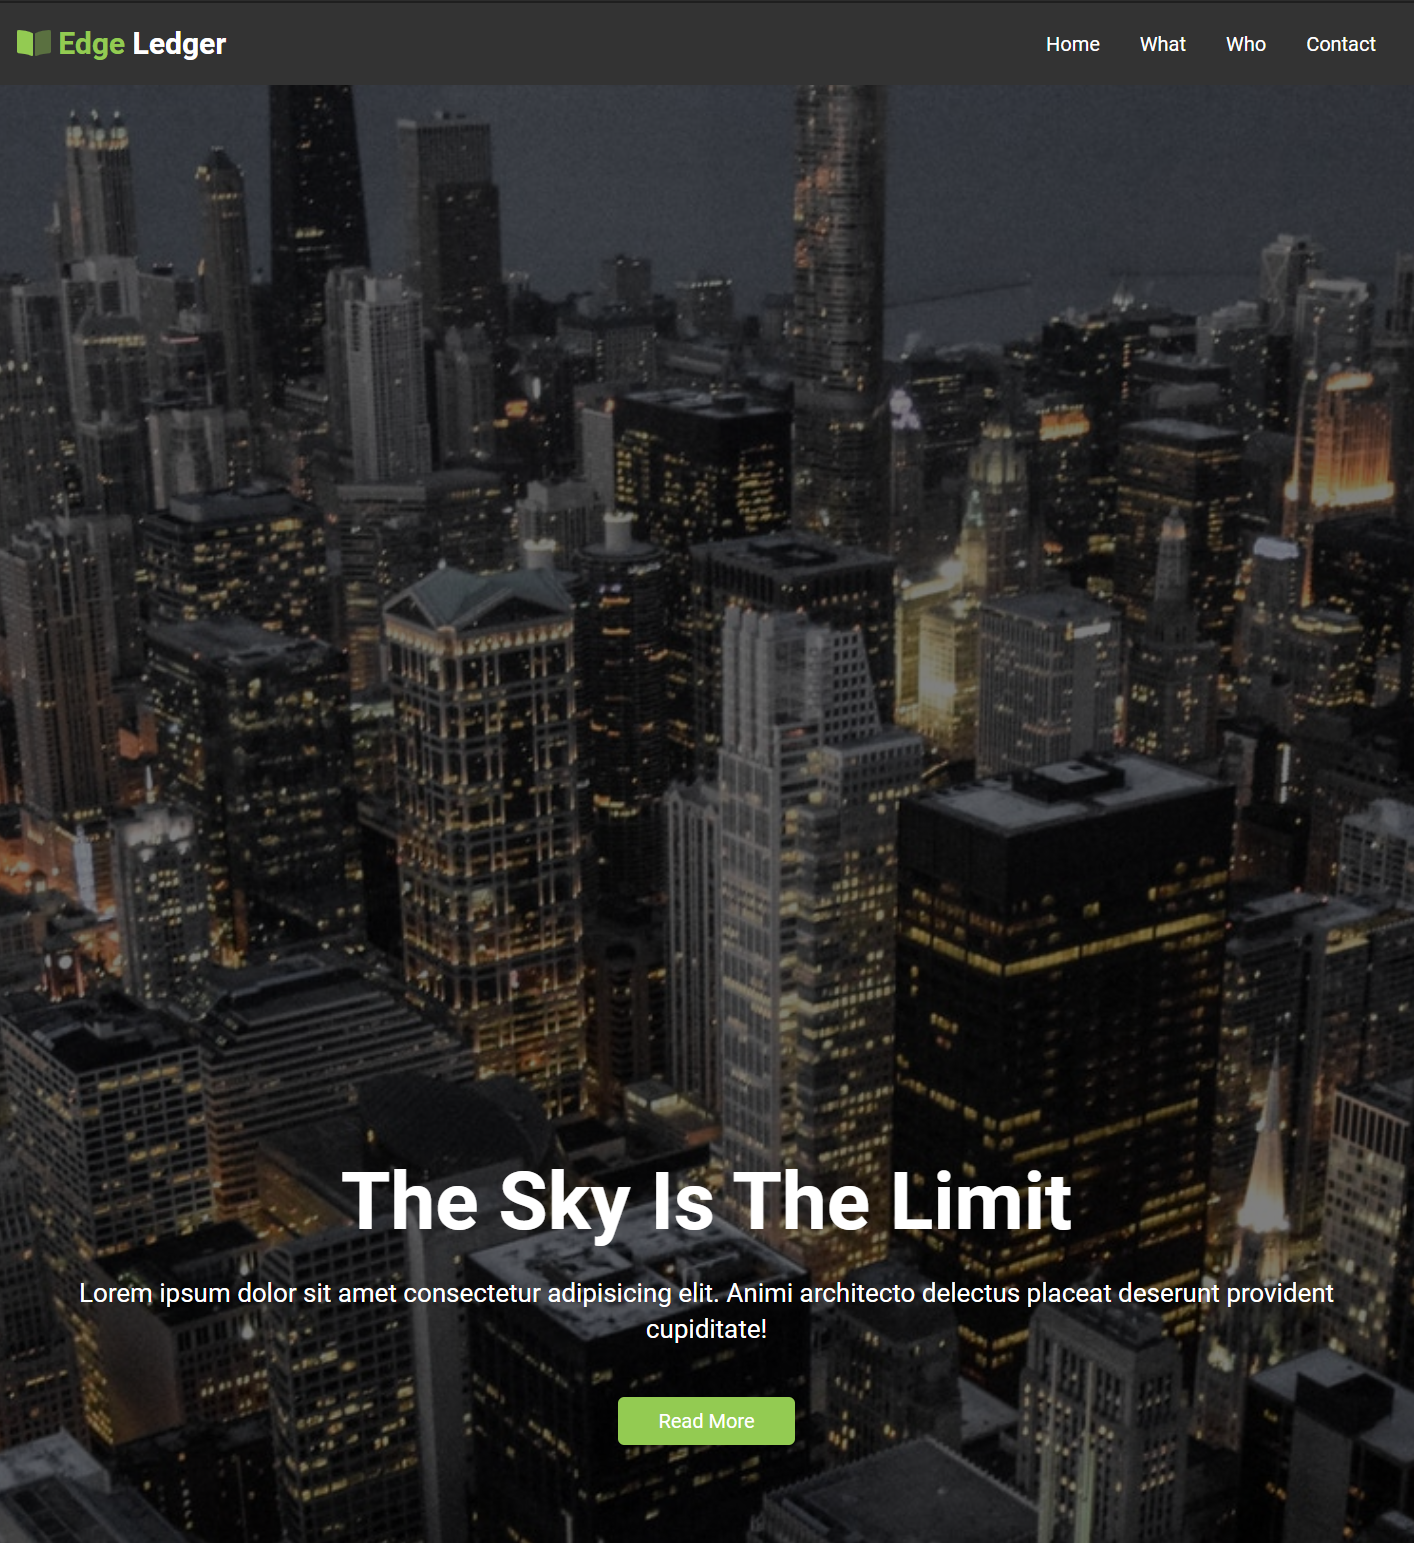 Edge Ledger
Home What Who Contact
The Sky Is The Limit
Lorem ipsum dolor sit amet consectetur adipisicing elit. Animi architecto delectus placeat deserunt provident
cupiditate!
Read More